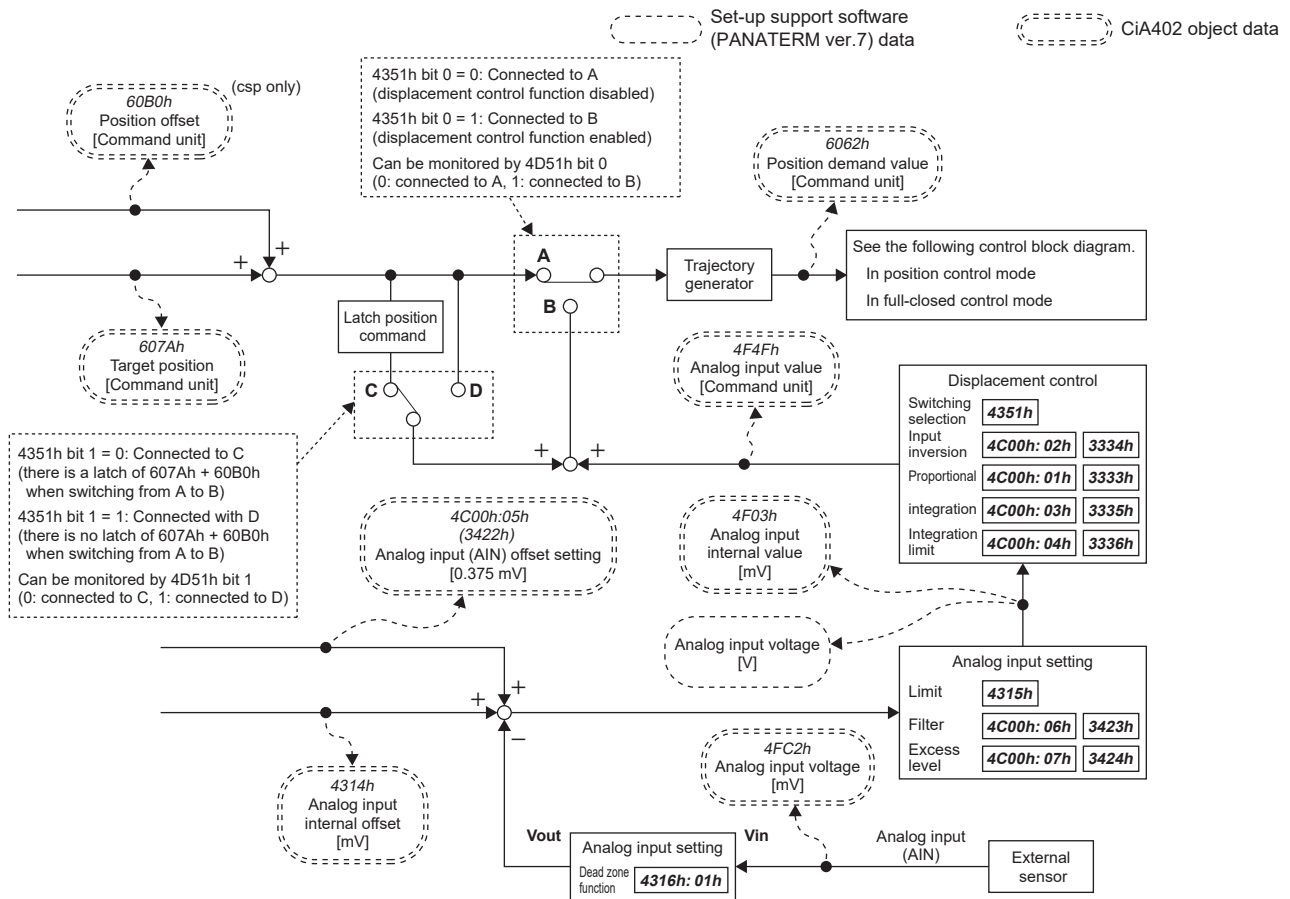 Set-up support software
(PANATERM ver.7) data
CiA402 object data
60B0h
Position offset
[Command unit]
(csp only)
4351h bit 0 = 0: Connected to A
(displacement control function disabled)
4351h bit 0 = 1: Connected to B
(displacement control function enabled)
Can be monitored by 4D51h bit 0
(0: connected to A, 1: connected to B)
6062h
Position demand value
[Command unit]
+
+
A
B
Trajectory
generator
See the following control block diagram.
In position control mode
In full-closed control mode
607Ah
Target position
[Command unit]
Latch position
command
C
D
4F4Fh
Analog input value
[Command unit]
+
+
Displacement control
Switching
selection
4351h
Input
inversion
4C00h: 02h
3334h
Proportional
4C00h: 01h
3333h
integration
4C00h: 03h
3335h
Integration
limit
4C00h: 04h
3336h
4351h bit 1 = 0: Connected to C
(there is a latch of 607Ah + 60B0h
when switching from A to B)
4351h bit 1 = 1: Connected with D
(there is no latch of 607Ah + 60B0h
when switching from A to B)
Can be monitored by 4D51h bit 1
(0: connected to C, 1: connected to D)
4C00h:05h
(3422h)
Analog input (AIN) offset setting
[0.375 mV]
4F03h
Analog input
internal value
[mV]
Analog input voltage
[V]
Analog input setting
Limit
4315h
Filter
4C00h: 06h
3423h
Excess
level
4C00h: 07h
3424h
+
+
−
4314h
Analog input
internal offset
[mV]
4FC2h
Analog input voltage
[mV]
Vout
Analog input setting
Dead zone
function
4316h: 01h
Vin
Analog input
(AIN)
External
sensor